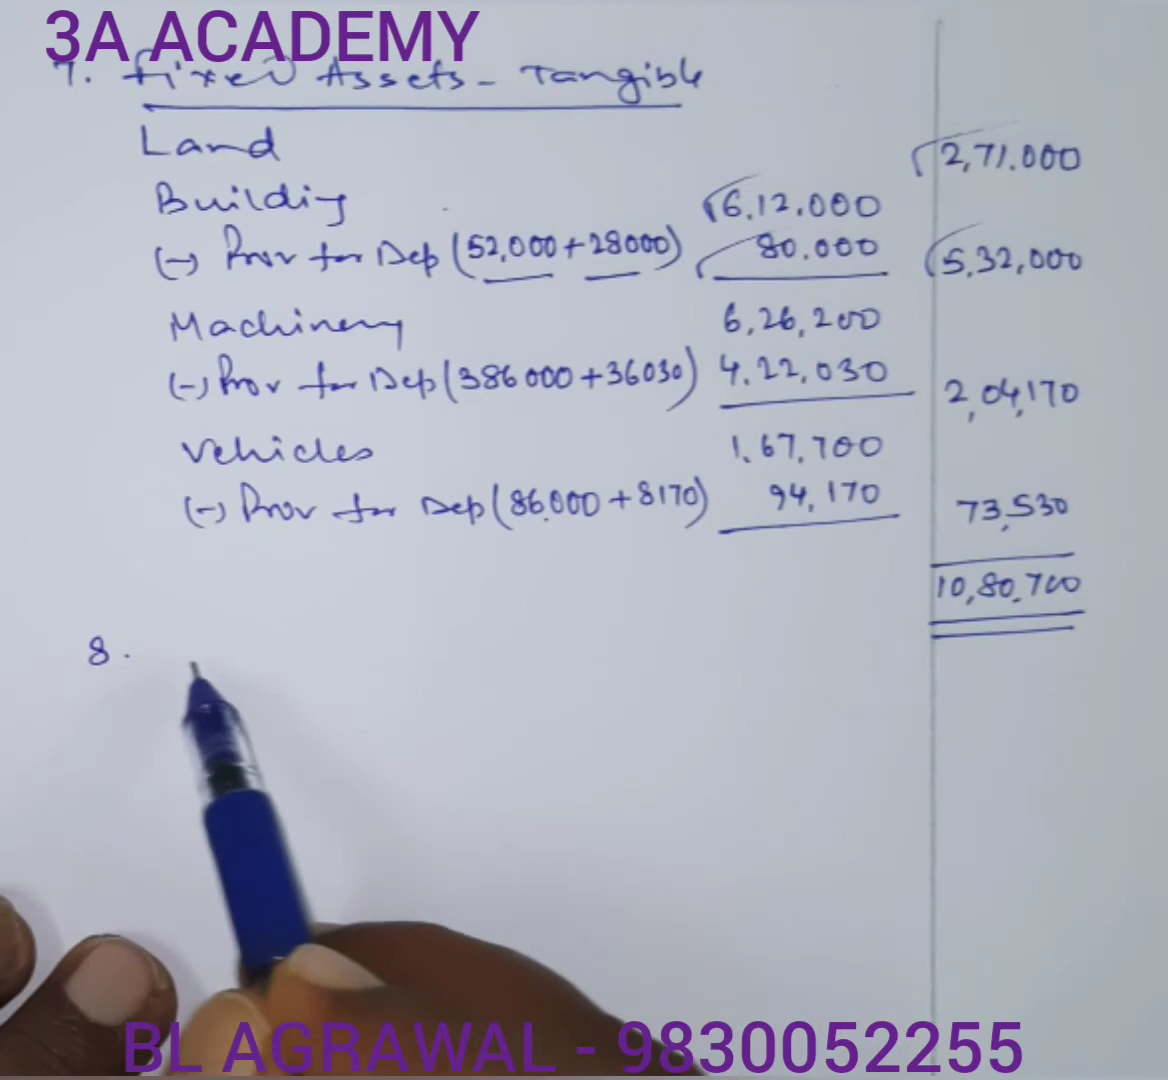 3A ACADEMY
7. Fixed Assets - Tangible
Land 2,71.000
Building 6,12.000
(-) Prov for Dep (52,000 + 28000) 80.000 5,32,000
Machinery 6,26,200
(-) Prov for Dep (386000 + 36030) 4,22,030 2,04,170
Vehicles 1,67,700
(-) Prov for Dep (86.000 + 8170) 94,170 73,530
10,80,700
8.
BL AGRAWAL - 9830052255